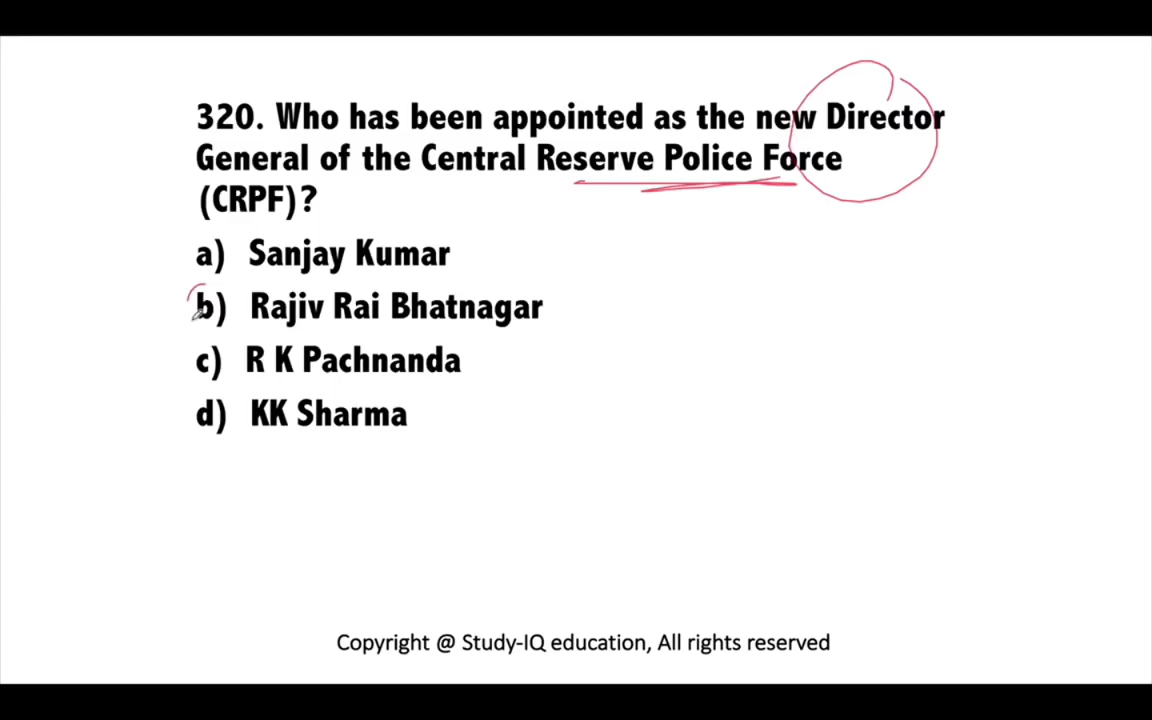 320. Who has been appointed as the new Director
General of the Central Reserve Police Force
(CRPF)?
a) Sanjay Kumar
b) Rajiv Rai Bhatnagar
c) R K Pachnanda
d) KK Sharma
Copyright @ Study-IQ education, All rights reserved